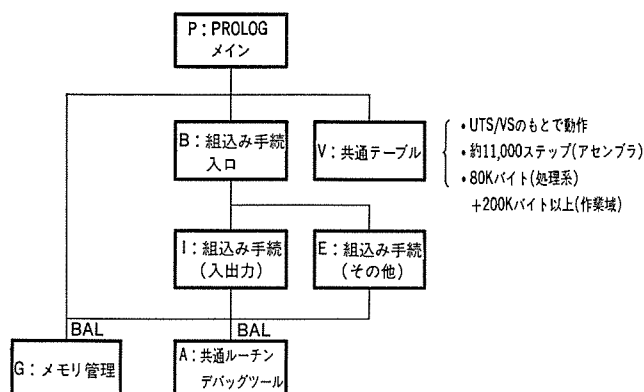 P：PROLOG
メイン
B：組込み手続
入口
V：共通テーブル
• UTS/VSのもとで動作
• 約11,000ステップ(アセンブラ)
• 80Kバイト(処理系)
+200Kバイト以上(作業域)
I：組込み手続
(入出力)
E：組込み手続
(その他)
BAL
BAL
G：メモリ管理
A：共通ルーチン
デバッグツール